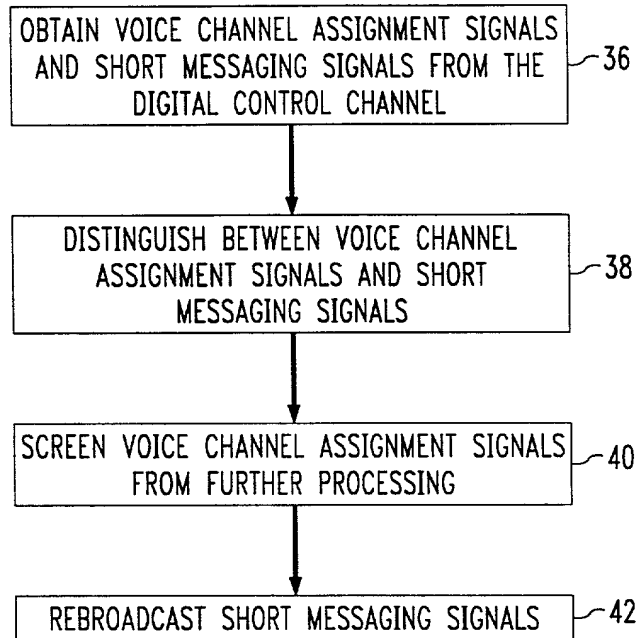 OBTAIN VOICE CHANNEL ASSIGNMENT SIGNALS
AND SHORT MESSAGING SIGNALS FROM THE
DIGITAL CONTROL CHANNEL
36
DISTINGUISH BETWEEN VOICE CHANNEL
ASSIGNMENT SIGNALS AND SHORT
MESSAGING SIGNALS
38
SCREEN VOICE CHANNEL ASSIGNMENT SIGNALS
FROM FURTHER PROCESSING
40
REBROADCAST SHORT MESSAGING SIGNALS
42